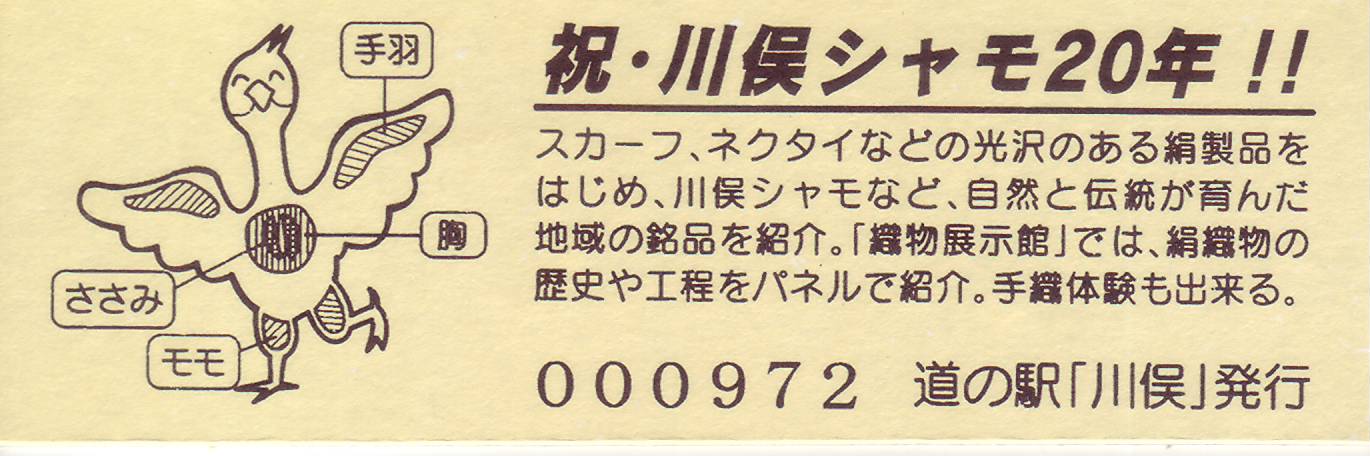 手羽
胸
ささみ
モモ
祝・川俣シャモ20年!!
スカーフ、ネクタイなどの光沢のある絹製品を
はじめ、川俣シャモなど、自然と伝統が育んだ
地域の銘品を紹介。「織物展示館」では、絹織物の
歴史や工程をパネルで紹介。手織体験も出来る。
000972 道の駅「川俣」発行